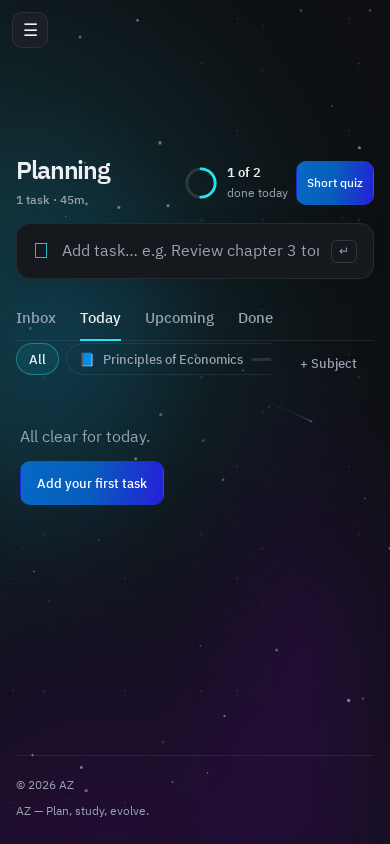 ☰
Planning
1 of 2
done today
Short quiz
1 task · 45m
Add task... e.g. Review chapter 3 tor
↵
Inbox
Today
Upcoming
Done
All
📘 Principles of Economics
+ Subject
All clear for today.
Add your first task
© 2026 AZ
AZ — Plan, study, evolve.